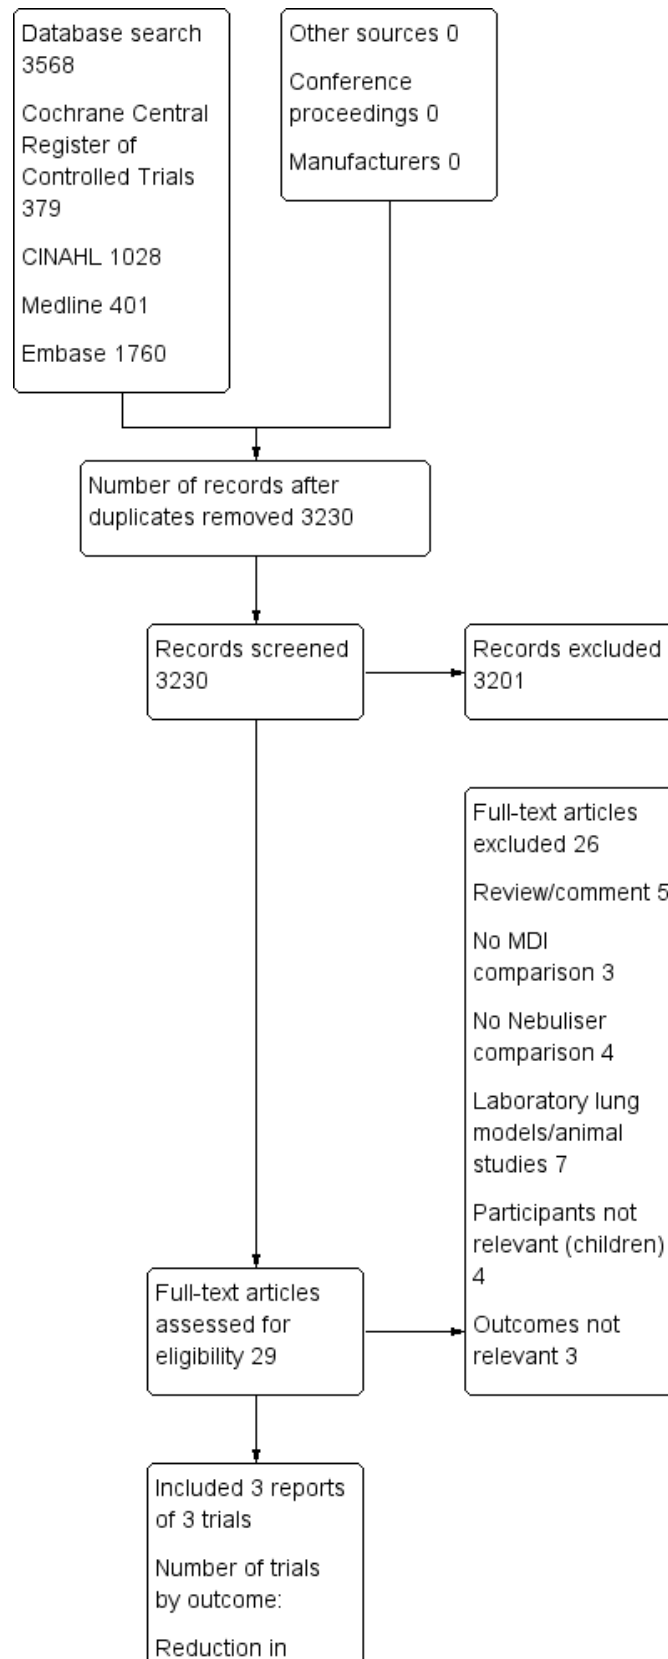 Database search
3568
Cochrane Central
Register of
Controlled Trials
379
CINAHL 1028
Medline 401
Embase 1760
Other sources 0
Conference
proceedings 0
Manufacturers 0
Number of records after
duplicates removed 3230
Records screened
3230
Records excluded
3201
Full-text articles
excluded 26
Review/comment 5
No MDI
comparison 3
No Nebuliser
comparison 4
Laboratory lung
models/animal
studies 7
Participants not
relevant (children)
4
Outcomes not
relevant 3
Full-text articles
assessed for
eligibility 29
Included 3 reports
of 3 trials
Number of trials
by outcome:
Reduction in